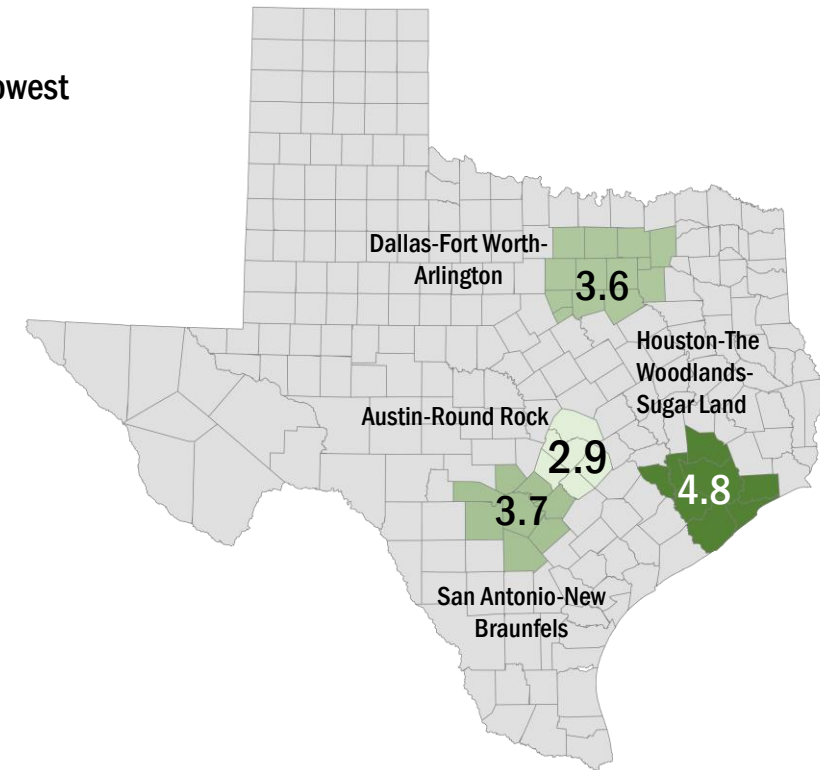 owest
Dallas-Fort Worth-
Arlington
3.6
Houston-The
Woodlands-
Sugar Land
Austin-Round Rock
2.9
4.8
3.7
San Antonio-New
Braunfels